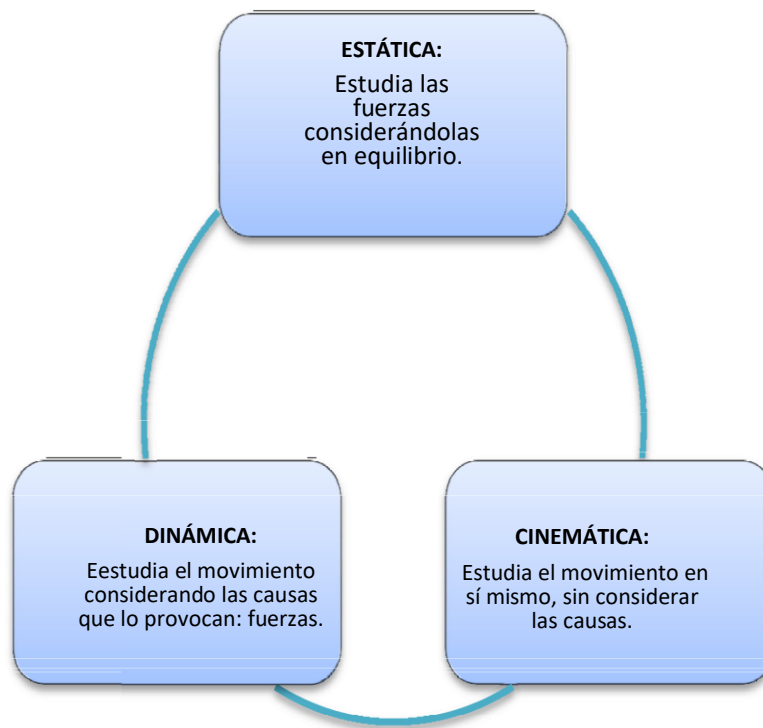 ESTÁTICA:
Estudia las
fuerzas
considerándolas
en equilibrio.
DINÁMICA:
Eestudia el movimiento
considerando las causas
que lo provocan: fuerzas.
CINEMÁTICA:
Estudia el movimiento en
sí mismo, sin considerar
las causas.